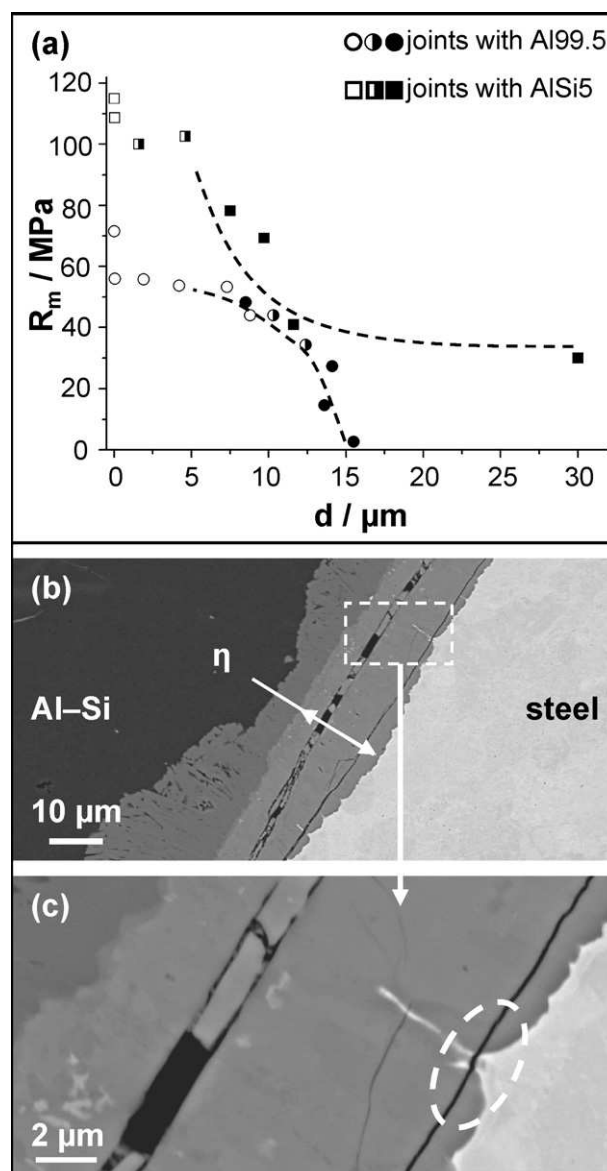 (a)
○◐● joints with Al99.5
□◨■ joints with AlSi5
120
100
80
60
40
20
0
R_m / MPa
0 5 10 15 20 25 30
d / µm
(b)
η
Al–Si
steel
10 µm
(c)
2 µm